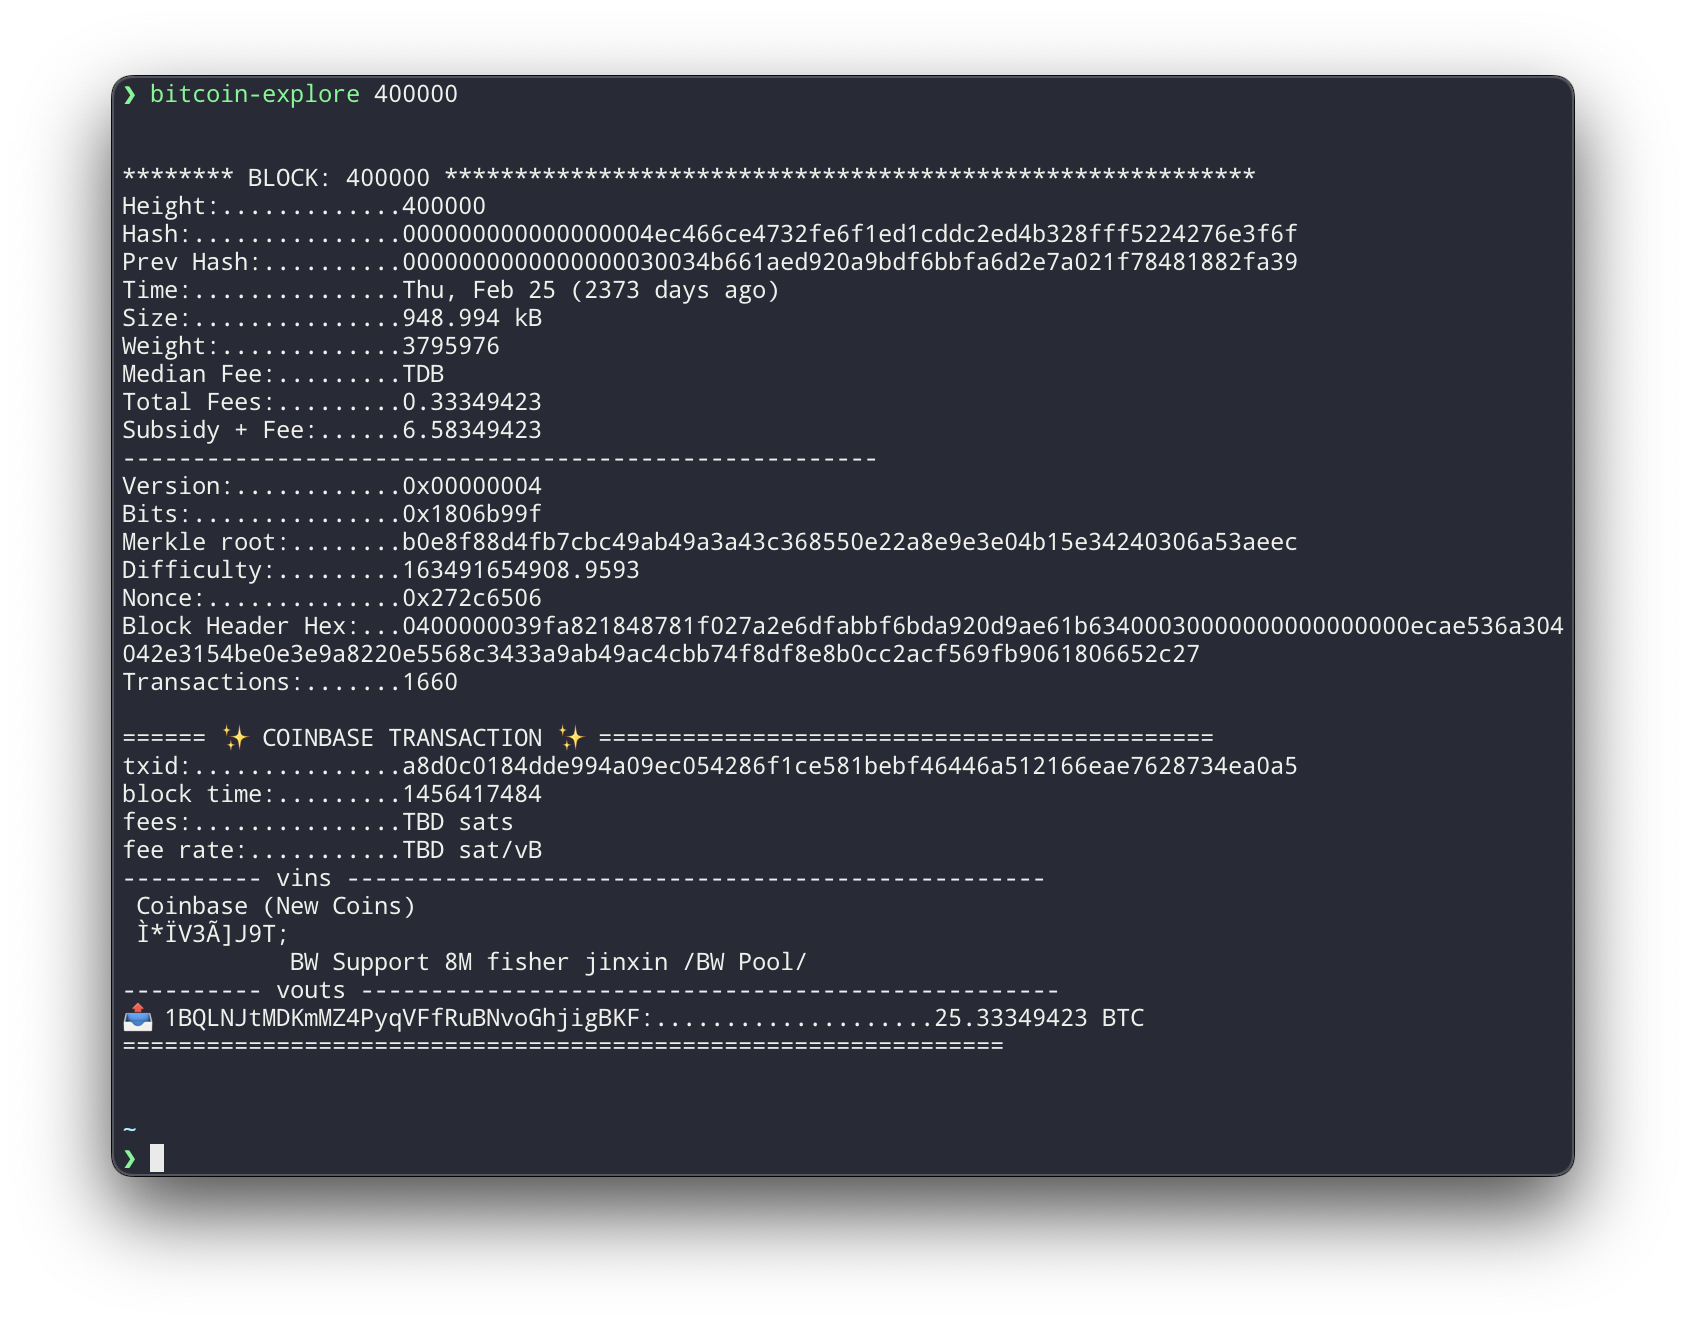 ❯ bitcoin-explore 400000
******** BLOCK: 400000 **********************************************************
Height:.............400000
Hash:...............000000000000000004ec466ce4732fe6f1ed1cddc2ed4b328fff5224276e3f6f
Prev Hash:..........0000000000000000030034b661aed920a9bdf6bbfa6d2e7a021f78481882fa39
Time:...............Thu, Feb 25 (2373 days ago)
Size:...............948.994 kB
Weight:.............3795976
Median Fee:.........TDB
Total Fees:.........0.33349423
Subsidy + Fee:......6.58349423
------------------------------------------------------
Version:............0x00000004
Bits:...............0x1806b99f
Merkle root:........b0e8f88d4fb7cbc49ab49a3a43c368550e22a8e9e3e04b15e34240306a53aeec
Difficulty:.........163491654908.9593
Nonce:..............0x272c6506
Block Header Hex:...0400000039fa821848781f027a2e6dfabbf6bda920d9ae61b63400030000000000000000ecae536a304
042e3154be0e3e9a8220e5568c3433a9ab49ac4cbb74f8df8e8b0cc2acf569fb9061806652c27
Transactions:.......1660
====== ✨ COINBASE TRANSACTION ✨ ============================================
txid:...............a8d0c0184dde994a09ec054286f1ce581bebf46446a512166eae7628734ea0a5
block time:.........1456417484
fees:...............TBD sats
fee rate:...........TBD sat/vB
---------- vins --------------------------------------------------
Coinbase (New Coins)
Ì*ÏV3Ã]J9T;
BW Support 8M fisher jinxin /BW Pool/
---------- vouts --------------------------------------------------
📤 1BQLNJtMDKmMZ4PyqVFfRuBNvoGhjigBKF:....................25.33349423 BTC
===============================================================
~
❯